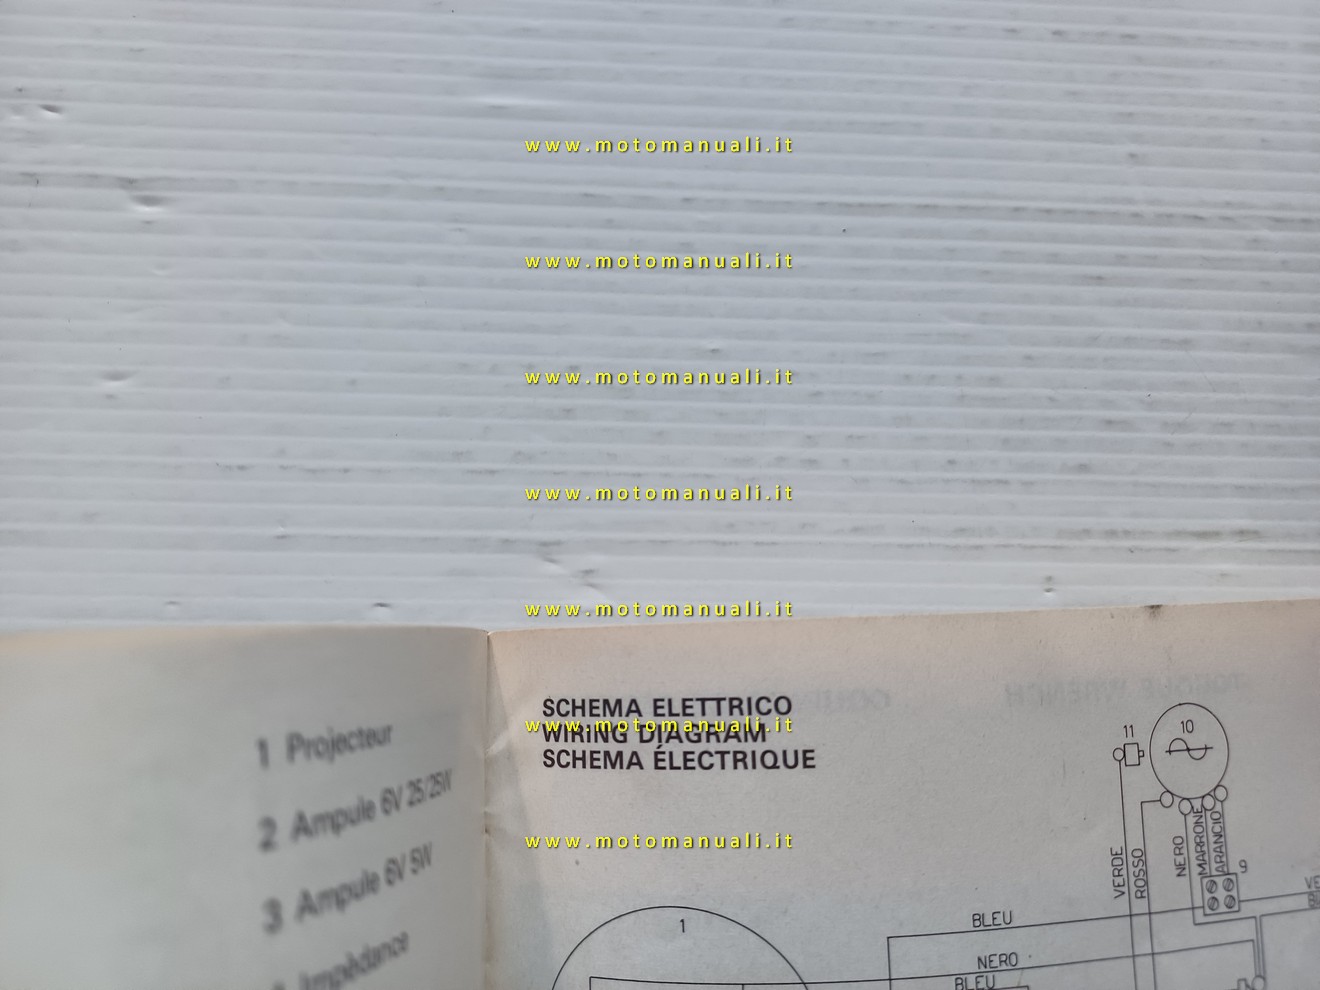 www.motomanuali.it
www.motomanuali.it
www.motomanuali.it
www.motomanuali.it
www.motomanuali.it
www.motomanuali.it
www.motomanuali.it
1 Projecteur
2 Ampule 6V 25/25W
3 Ampule 6V 5W
Impédance
SCHEMA ELETTRICO
WIRING DIAGRAM
SCHEMA ÉLECTRIQUE
11
10
VERDE
ROSSO
NERO
MARRONE
ARANCIO
9
1
BLEU
NERO
BLEU